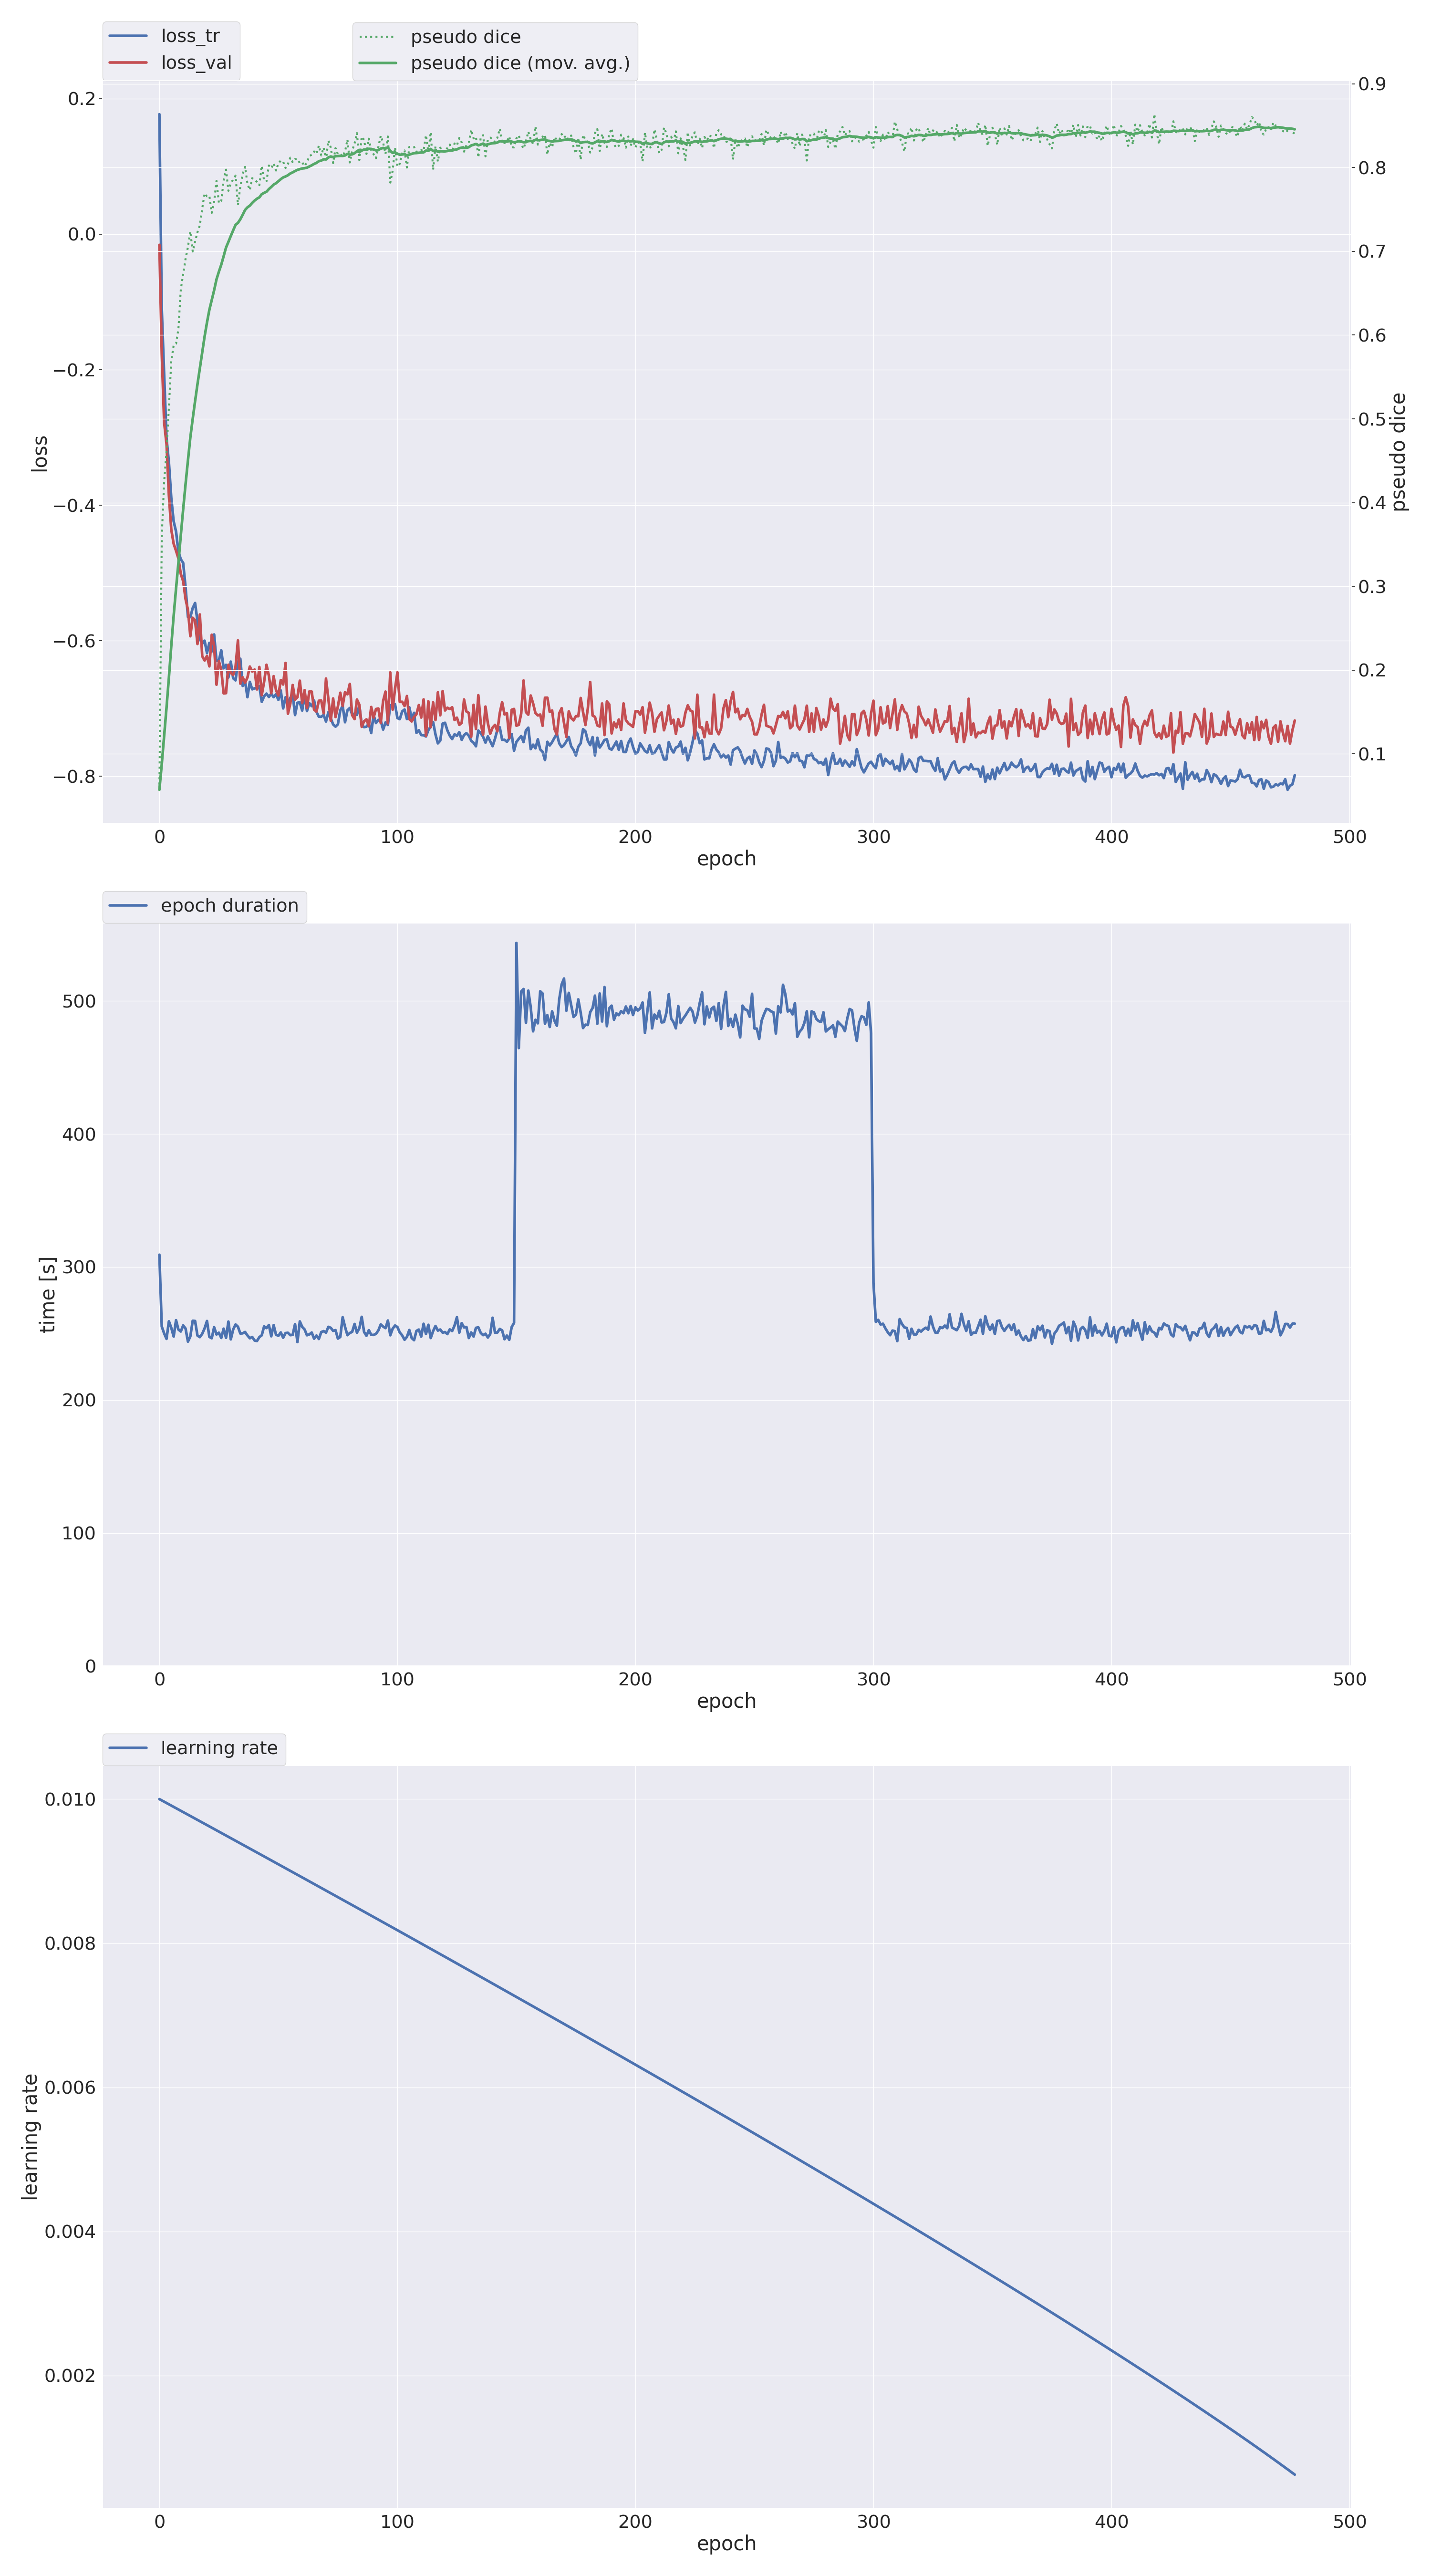 loss_tr
loss_val
pseudo dice
pseudo dice (mov. avg.)
0.2
0.0
−0.2
−0.4
−0.6
−0.8
loss
0.9
0.8
0.7
0.6
0.5
0.4
0.3
0.2
0.1
pseudo dice
0 100 200 300 400 500
epoch
epoch duration
500
400
300
200
100
0
time [s]
0 100 200 300 400 500
epoch
learning rate
0.010
0.008
0.006
0.004
0.002
learning rate
0 100 200 300 400 500
epoch